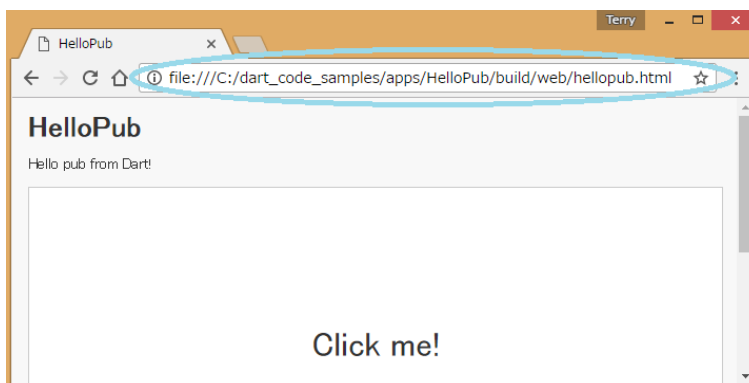 Terry
HelloPub
file:///C:/dart_code_samples/apps/HelloPub/build/web/hellopub.html
HelloPub
Hello pub from Dart!
Click me!